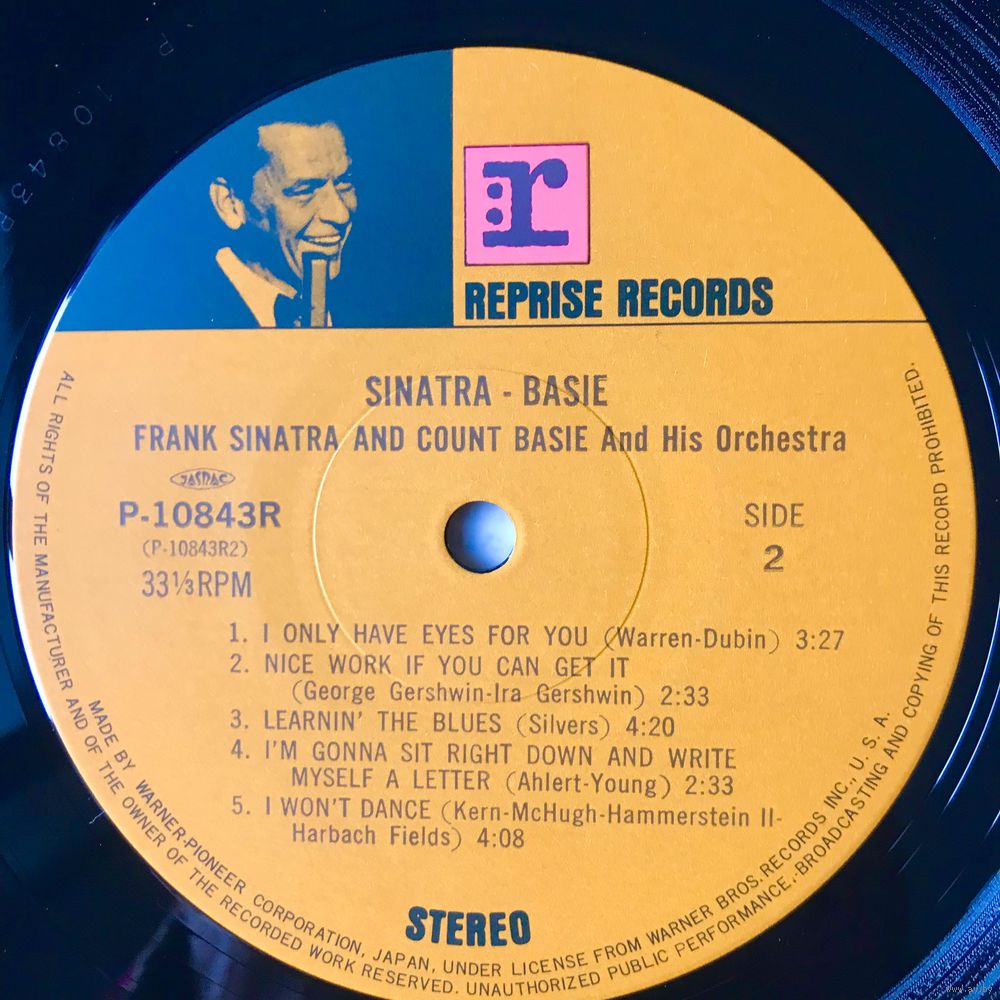 P 10843R
r
REPRISE RECORDS
SINATRA - BASIE
FRANK SINATRA AND COUNT BASIE And His Orchestra
JASRAC
P-10843R
(P-10843R2)
33⅓RPM
SIDE
2
1. I ONLY HAVE EYES FOR YOU (Warren-Dubin) 3:27
2. NICE WORK IF YOU CAN GET IT
(George Gershwin-Ira Gershwin) 2:33
3. LEARNIN' THE BLUES (Silvers) 4:20
4. I'M GONNA SIT RIGHT DOWN AND WRITE
MYSELF A LETTER (Ahlert-Young) 2:33
5. I WON'T DANCE (Kern-McHugh-Hammerstein II-
Harbach Fields) 4:08
STEREO
ALL RIGHTS OF THE MANUFACTURER AND OF THE OWNER OF THE RECORDED WORK RESERVED. UNAUTHORIZED PUBLIC PERFORMANCE,·BROADCASTING AND COPYING OF THIS RECORD PROHIBITED.
MADE BY WARNER-PIONEER CORPORATION, JAPAN, UNDER LICENSE FROM WARNER BROS. RECORDS INC., U. S. A.
www.ay.by